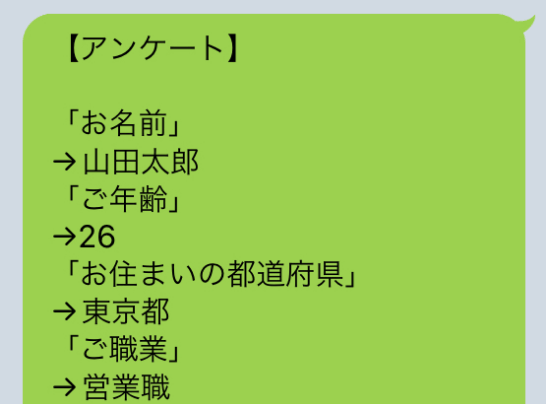 【アンケート】
「お名前」
→山田太郎
「ご年齢」
→26
「お住まいの都道府県」
→東京都
「ご職業」
→営業職